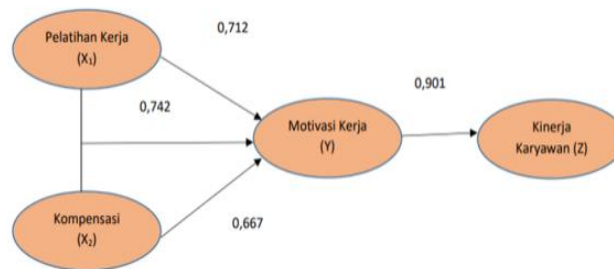 Pelatihan Kerja
(X₁)
0,712
0,742
0,901
Motivasi Kerja
(Y)
Kinerja
Karyawan (Z)
Kompensasi
(X₂)
0,667